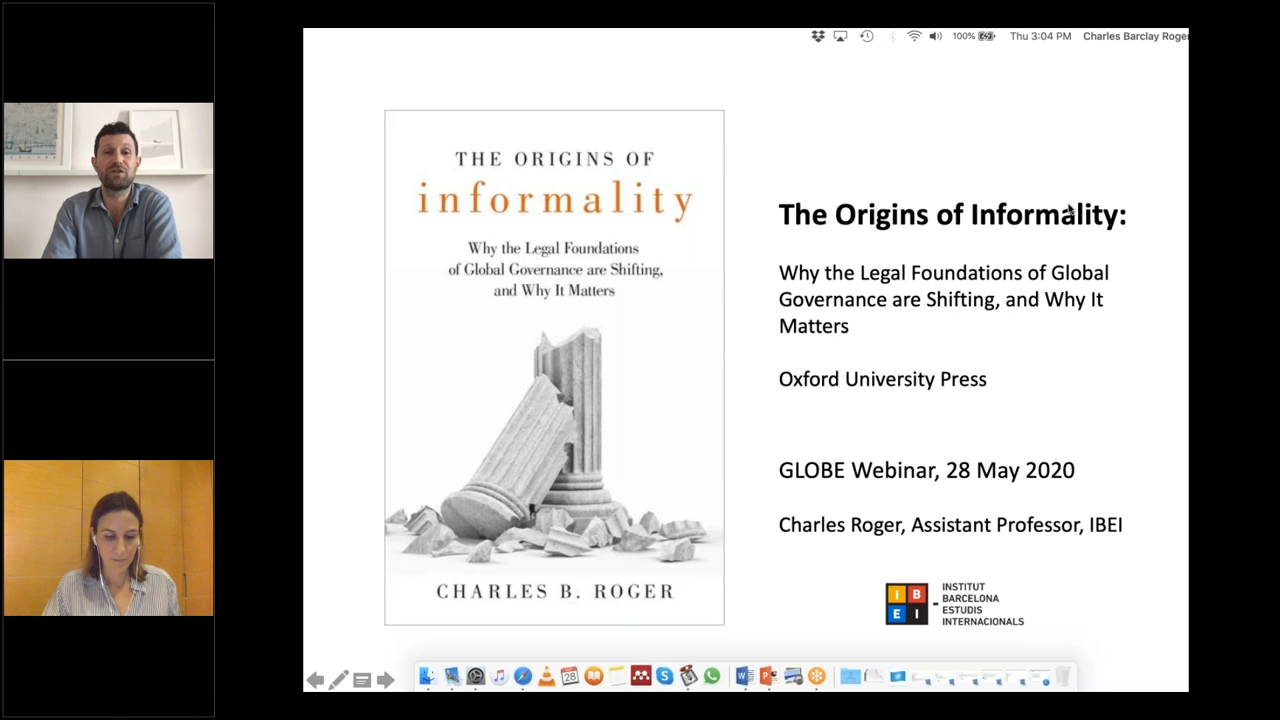 100% Thu 3:04 PM Charles Barclay Roger
THE ORIGINS OF
informality
Why the Legal Foundations
of Global Governance are Shifting,
and Why It Matters
CHARLES B. ROGER
The Origins of Informality:
Why the Legal Foundations of Global
Governance are Shifting, and Why It
Matters
Oxford University Press
GLOBE Webinar, 28 May 2020
Charles Roger, Assistant Professor, IBEI
I B
E I
INSTITUT
BARCELONA
ESTUDIS
INTERNACIONALS
28